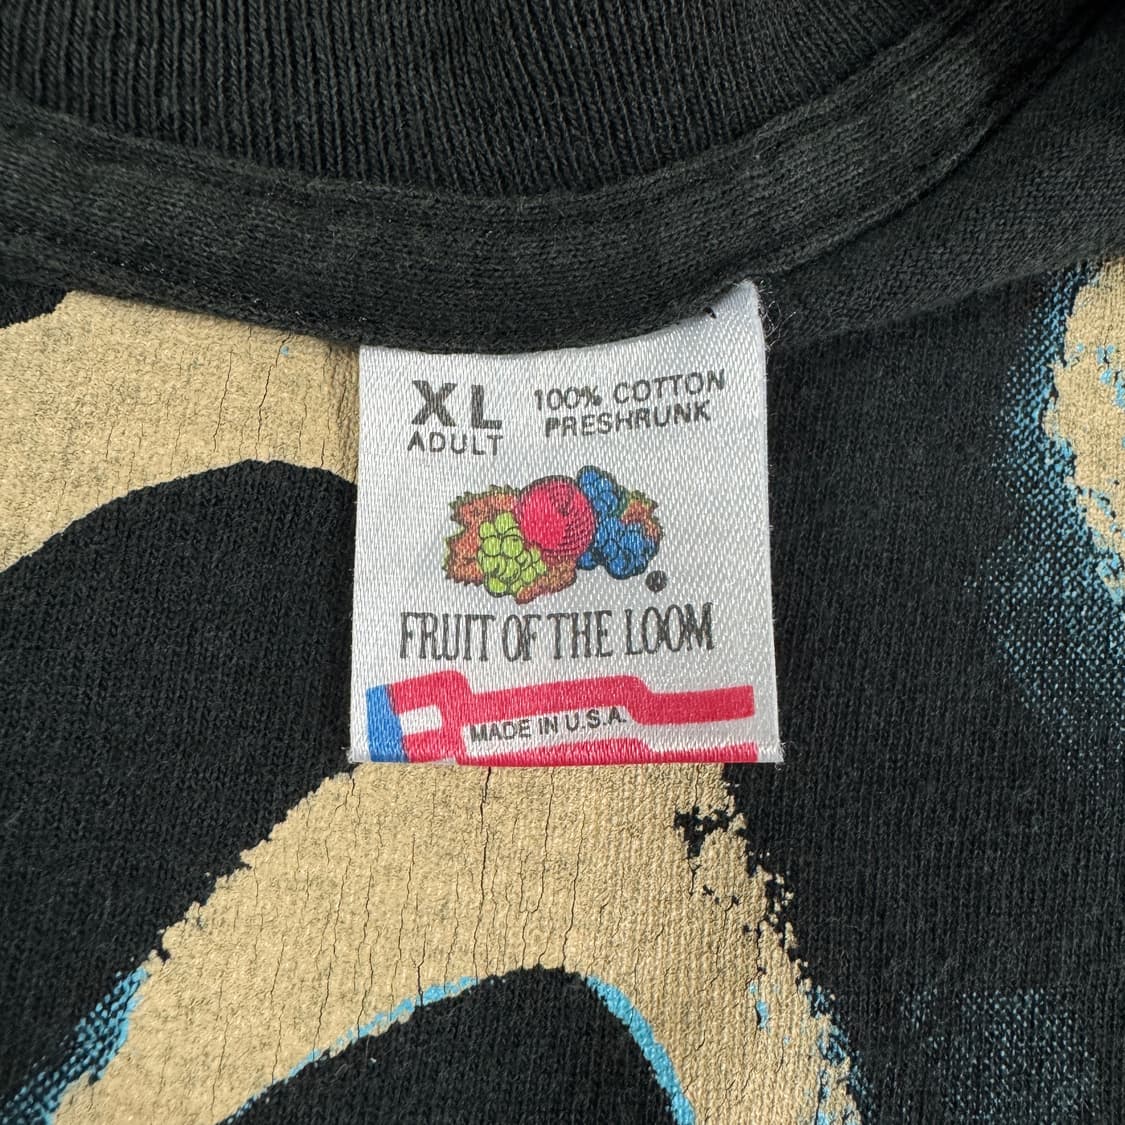 XL
ADULT
100% COTTON
PRESHRUNK
FRUIT OF THE LOOM
MADE IN U.S.A.